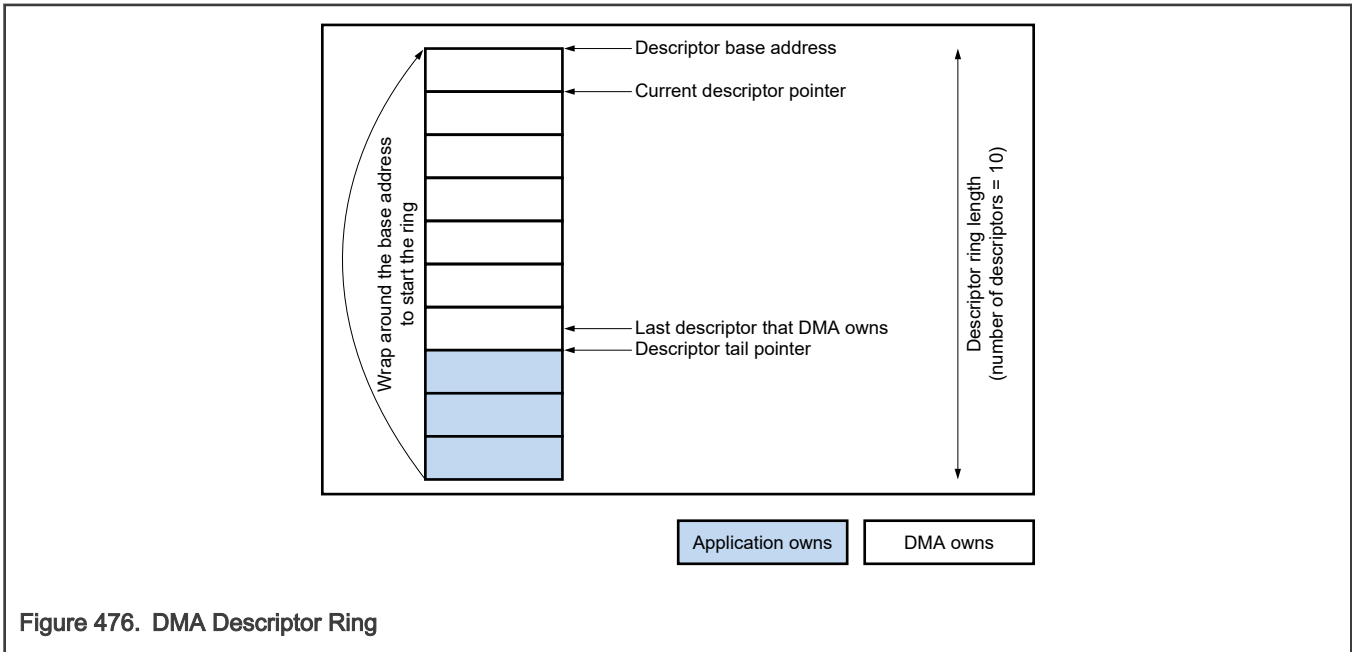 Descriptor base address
Current descriptor pointer
Wrap around the base address
to start the ring
Descriptor ring length
(number of descriptors = 10)
Last descriptor that DMA owns
Descriptor tail pointer
Application owns
DMA owns
Figure 476. DMA Descriptor Ring